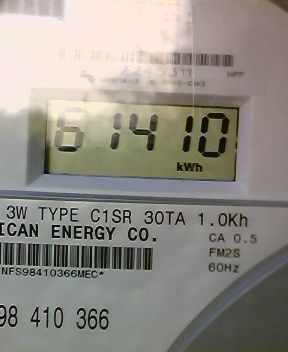 61410
kWh
3W TYPE C1SR 30TA 1.0Kh
ICAN ENERGY CO.
CA 0.5
FM2S
60Hz
NFS98410366MEC*
98 410 366